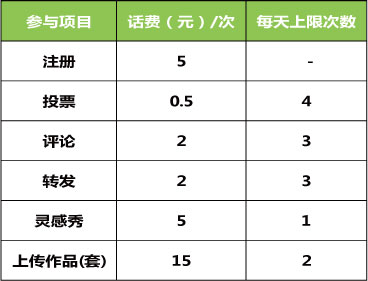 参与项目 话费（元）/次 每天上限次数
注册 5 -
投票 0.5 4
评论 2 3
转发 2 3
灵感秀 5 1
上传作品(套) 15 2